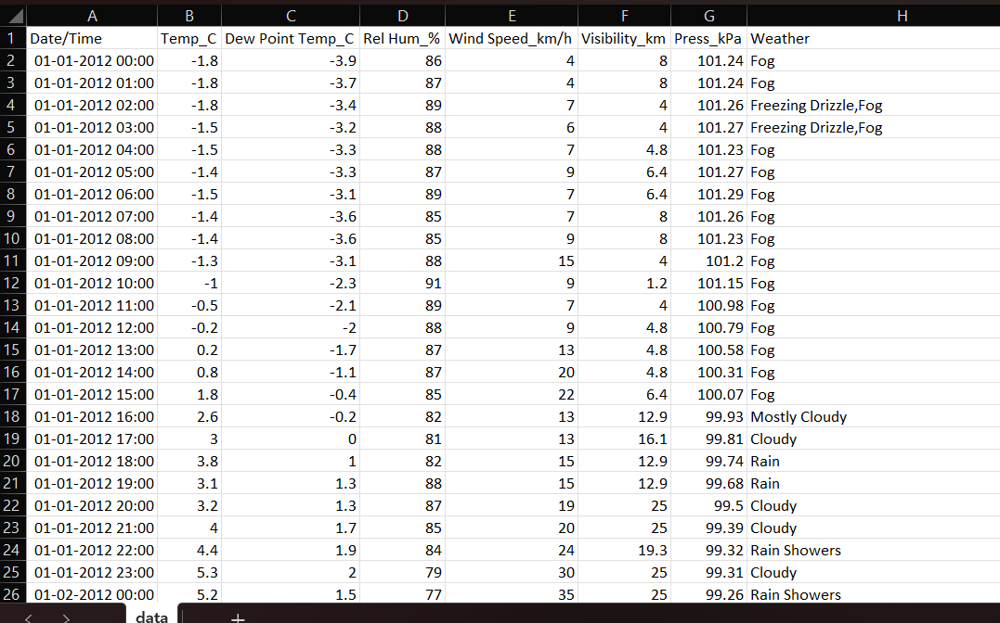 A B C D E F G H
1 Date/Time Temp_C Dew Point Temp_C Rel Hum_% Wind Speed_km/h Visibility_km Press_kPa Weather
2 01-01-2012 00:00 -1.8 -3.9 86 4 8 101.24 Fog
3 01-01-2012 01:00 -1.8 -3.7 87 4 8 101.24 Fog
4 01-01-2012 02:00 -1.8 -3.4 89 7 4 101.26 Freezing Drizzle,Fog
5 01-01-2012 03:00 -1.5 -3.2 88 6 4 101.27 Freezing Drizzle,Fog
6 01-01-2012 04:00 -1.5 -3.3 88 7 4.8 101.23 Fog
7 01-01-2012 05:00 -1.4 -3.3 87 9 6.4 101.27 Fog
8 01-01-2012 06:00 -1.5 -3.1 89 7 6.4 101.29 Fog
9 01-01-2012 07:00 -1.4 -3.6 85 7 8 101.26 Fog
10 01-01-2012 08:00 -1.4 -3.6 85 9 8 101.23 Fog
11 01-01-2012 09:00 -1.3 -3.1 88 15 4 101.2 Fog
12 01-01-2012 10:00 -1 -2.3 91 9 1.2 101.15 Fog
13 01-01-2012 11:00 -0.5 -2.1 89 7 4 100.98 Fog
14 01-01-2012 12:00 -0.2 -2 88 9 4.8 100.79 Fog
15 01-01-2012 13:00 0.2 -1.7 87 13 4.8 100.58 Fog
16 01-01-2012 14:00 0.8 -1.1 87 20 4.8 100.31 Fog
17 01-01-2012 15:00 1.8 -0.4 85 22 6.4 100.07 Fog
18 01-01-2012 16:00 2.6 -0.2 82 13 12.9 99.93 Mostly Cloudy
19 01-01-2012 17:00 3 0 81 13 16.1 99.81 Cloudy
20 01-01-2012 18:00 3.8 1 82 15 12.9 99.74 Rain
21 01-01-2012 19:00 3.1 1.3 88 15 12.9 99.68 Rain
22 01-01-2012 20:00 3.2 1.3 87 19 25 99.5 Cloudy
23 01-01-2012 21:00 4 1.7 85 20 25 99.39 Cloudy
24 01-01-2012 22:00 4.4 1.9 84 24 19.3 99.32 Rain Showers
25 01-01-2012 23:00 5.3 2 79 30 25 99.31 Cloudy
26 01-02-2012 00:00 5.2 1.5 77 35 25 99.26 Rain Showers
data